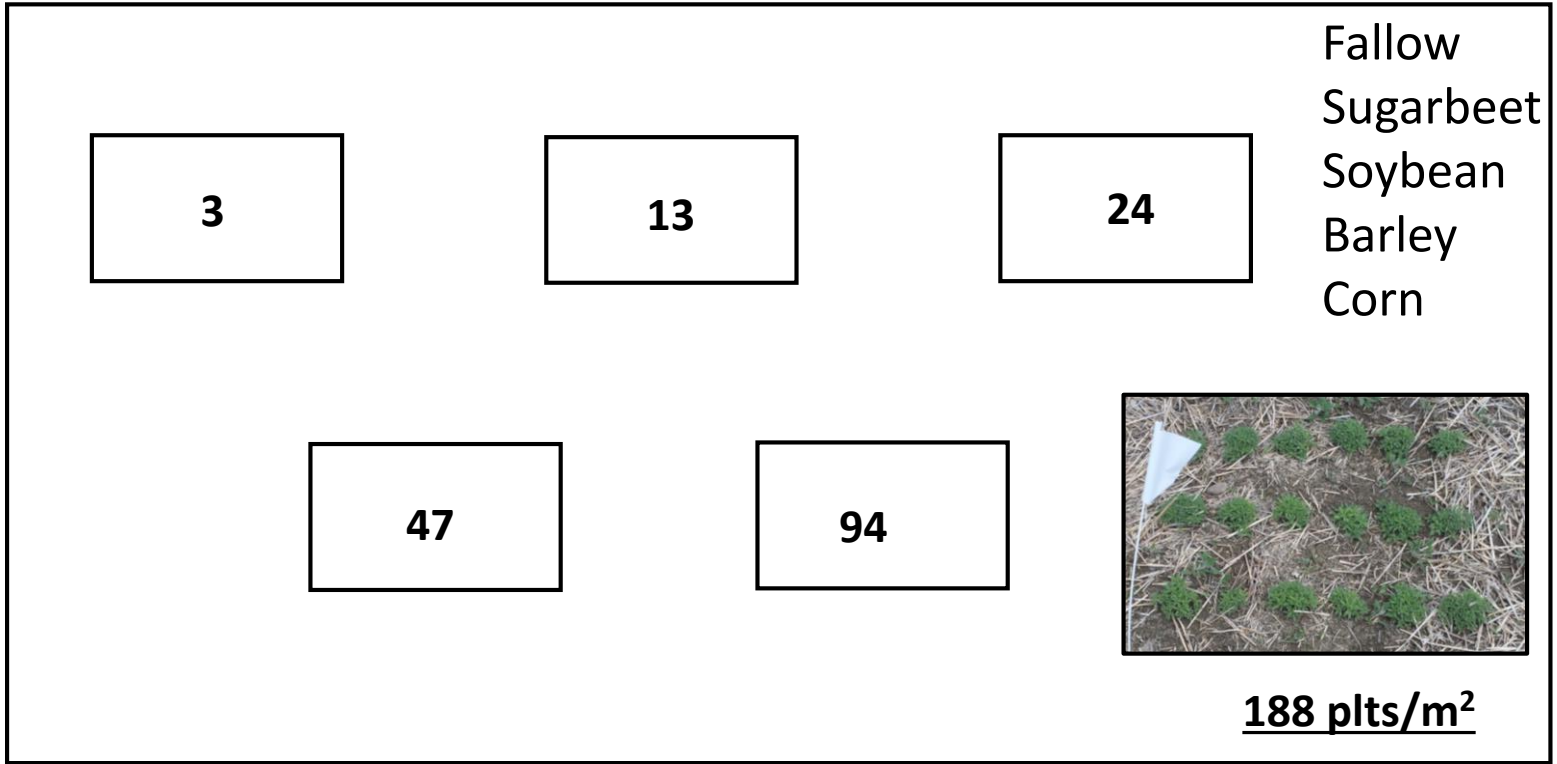 Fallow
Sugarbeet
Soybean
Barley
Corn
3
13
24
47
94
188 plts/m²